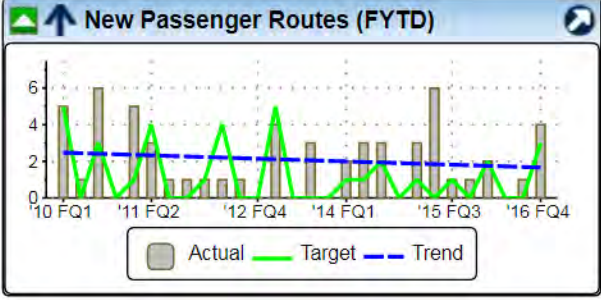 New Passenger Routes (FYTD)
6
4
2
0
'10 FQ1 '11 FQ2 '12 FQ4 '14 FQ1 '15 FQ3 '16 FQ4
Actual Target Trend